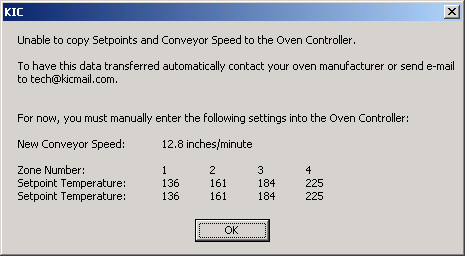 KIC
Unable to copy Setpoints and Conveyor Speed to the Oven Controller.
To have this data transferred automatically contact your oven manufacturer or send e-mail
to tech@kicmail.com.
For now, you must manually enter the following settings into the Oven Controller:
New Conveyor Speed: 12.8 inches/minute
Zone Number: 1 2 3 4
Setpoint Temperature: 136 161 184 225
Setpoint Temperature: 136 161 184 225
OK